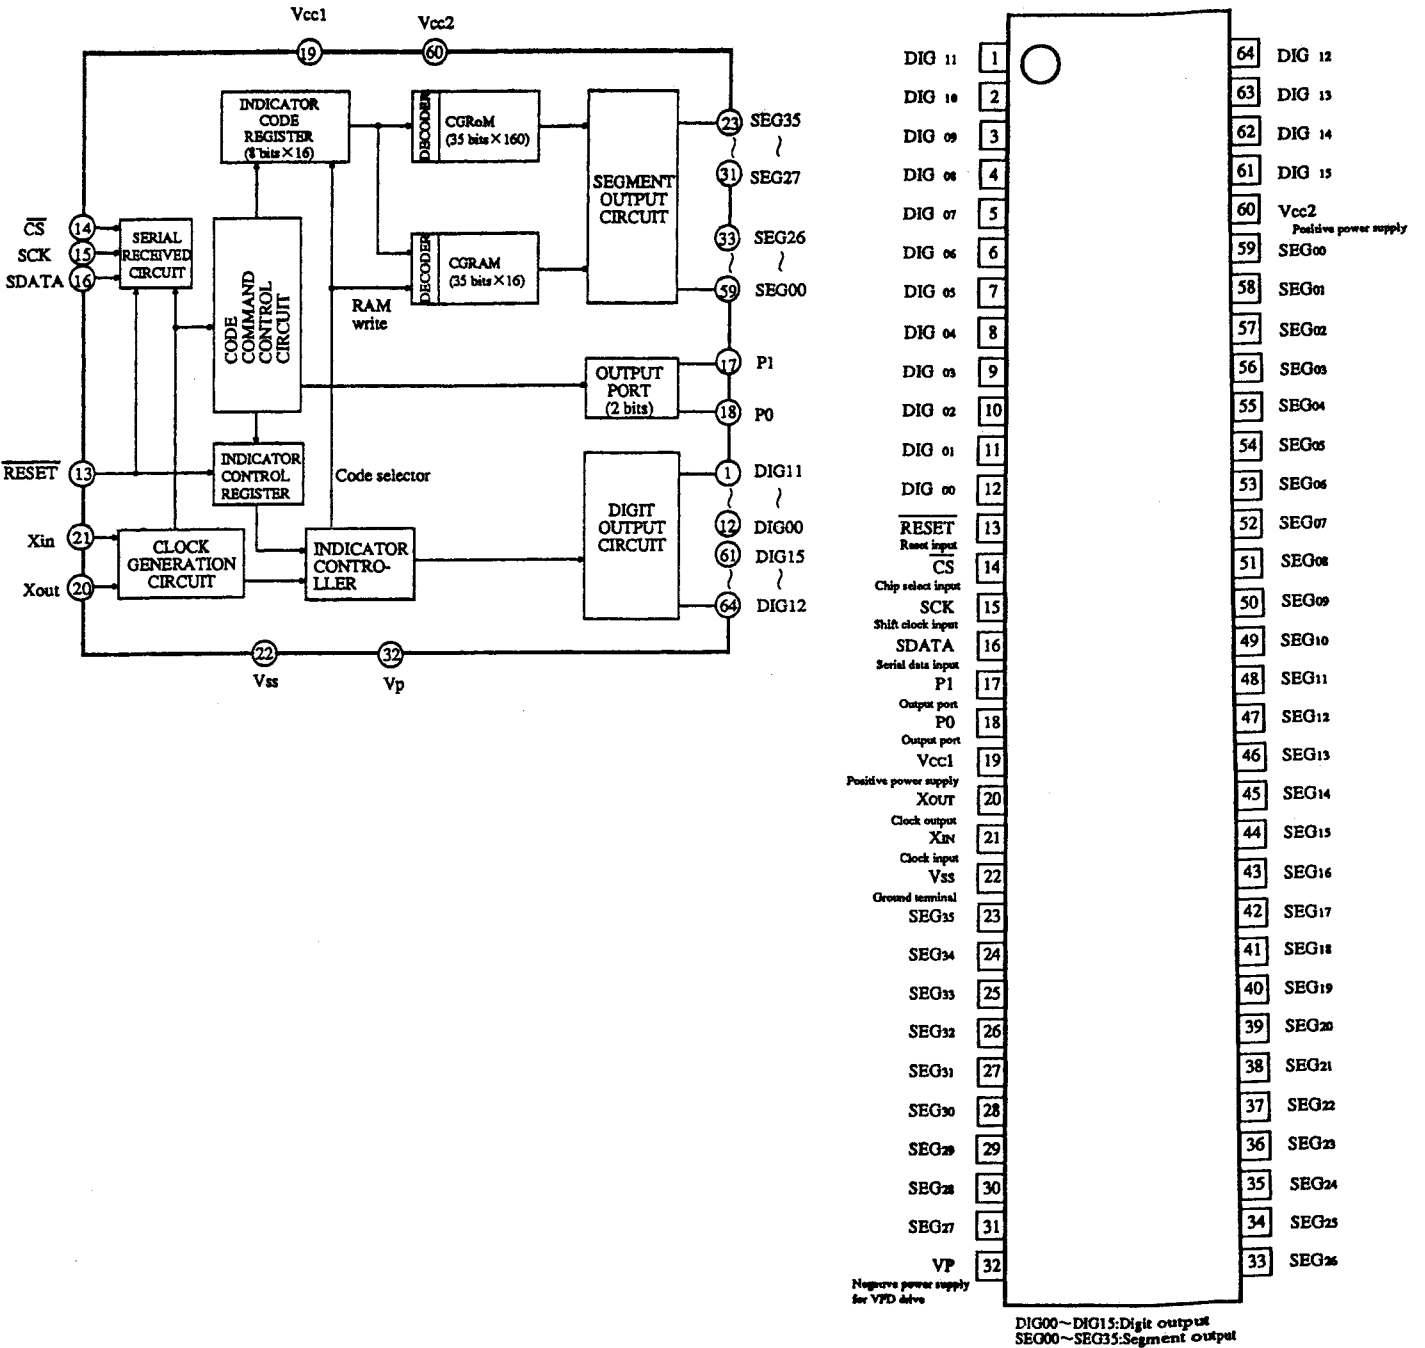 Vcc1
Vcc2
19
60
INDICATOR
CODE
REGISTER
(8 bits×16)
DECODER
CGRoM
(35 bits×160)
SEGMENT
OUTPUT
CIRCUIT
23 SEG35
~ ~
31 SEG27
33 SEG26
~ ~
59 SEG00
CS 14
SCK 15
SDATA 16
SERIAL
RECEIVED
CIRCUIT
CODE
COMMAND
CONTROL
CIRCUIT
DECODER
CGRAM
(35 bits×16)
RAM
write
OUTPUT
PORT
(2 bits)
17 P1
18 P0
RESET 13
INDICATOR
CONTROL
REGISTER
Code selector
DIGIT
OUTPUT
CIRCUIT
1 DIG11
~ ~
12 DIG00
61 DIG15
~ ~
64 DIG12
Xin 21
Xout 20
CLOCK
GENERATION
CIRCUIT
INDICATOR
CONTRO-
LLER
22
Vss
32
Vp
DIG 11 1
DIG 10 2
DIG 09 3
DIG 08 4
DIG 07 5
DIG 06 6
DIG 05 7
DIG 04 8
DIG 03 9
DIG 02 10
DIG 01 11
DIG 00 12
RESET 13
Reset input
CS 14
Chip select input
SCK 15
Shift clock input
SDATA 16
Serial data input
P1 17
Output port
P0 18
Output port
Vcc1 19
Positive power supply
XOUT 20
Clock output
XIN 21
Clock input
Vss 22
Ground terminal
SEG35 23
SEG34 24
SEG33 25
SEG32 26
SEG31 27
SEG30 28
SEG29 29
SEG28 30
SEG27 31
VP 32
Negative power supply
for VFD drive
64 DIG 12
63 DIG 13
62 DIG 14
61 DIG 15
60 Vcc2
Positive power supply
59 SEG00
58 SEG01
57 SEG02
56 SEG03
55 SEG04
54 SEG05
53 SEG06
52 SEG07
51 SEG08
50 SEG09
49 SEG10
48 SEG11
47 SEG12
46 SEG13
45 SEG14
44 SEG15
43 SEG16
42 SEG17
41 SEG18
40 SEG19
39 SEG20
38 SEG21
37 SEG22
36 SEG23
35 SEG24
34 SEG25
33 SEG26
DIG00~DIG15:Digit output
SEG00~SEG35:Segment output